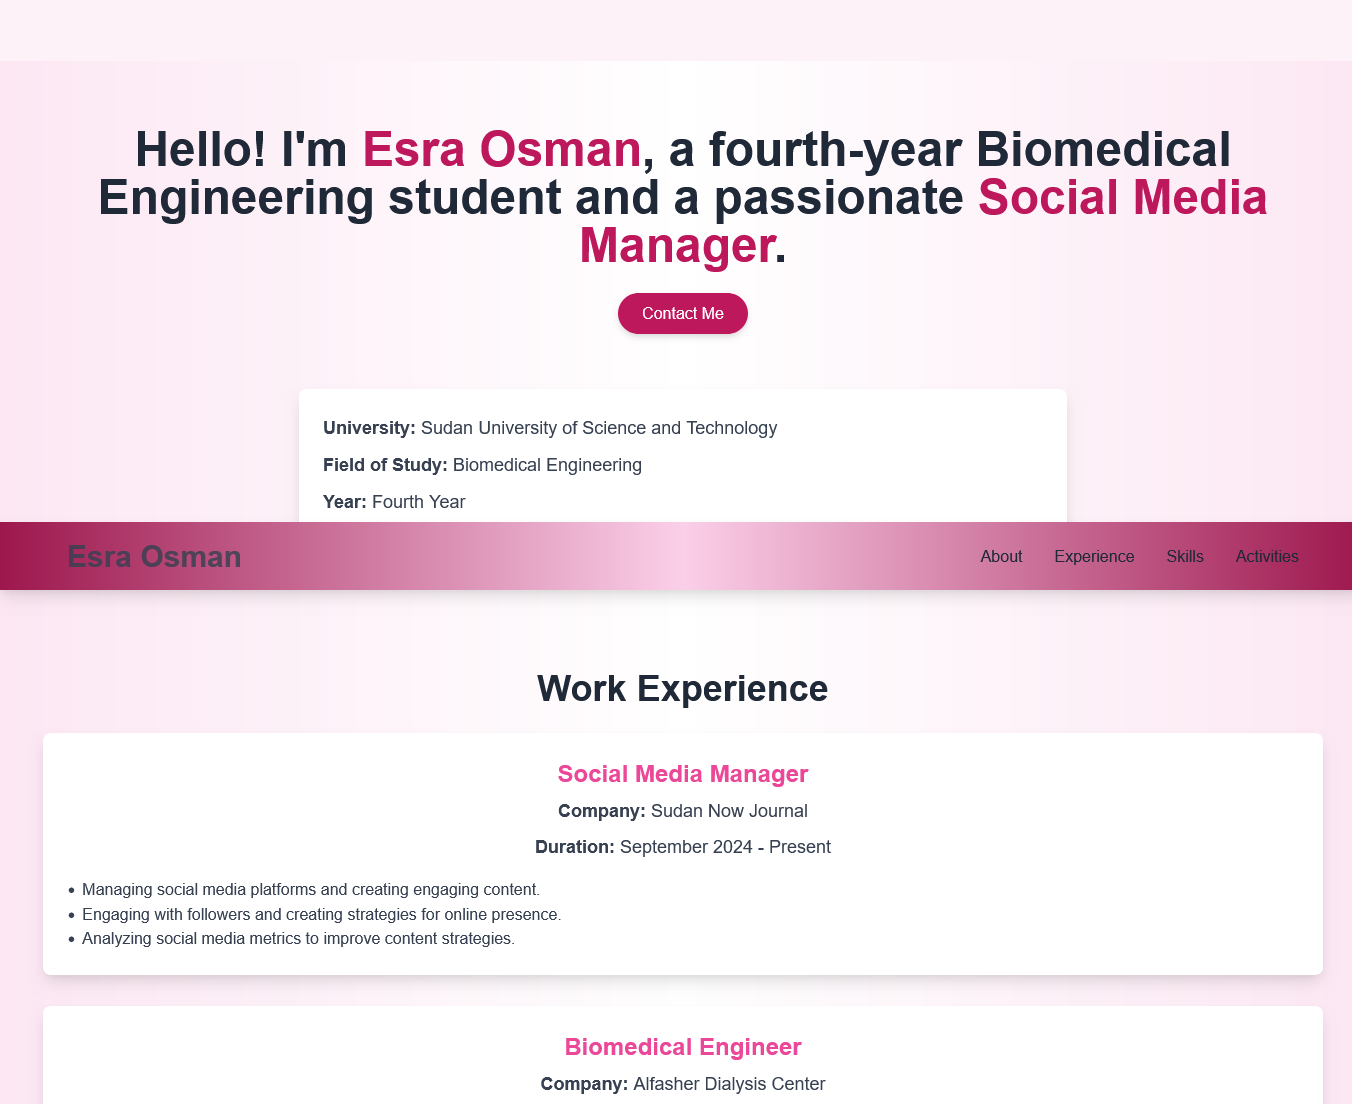 Hello! I'm Esra Osman, a fourth-year Biomedical
Engineering student and a passionate Social Media
Manager.
Contact Me
University: Sudan University of Science and Technology
Field of Study: Biomedical Engineering
Year: Fourth Year
Esra Osman
About
Experience
Skills
Activities
Work Experience
Social Media Manager
Company: Sudan Now Journal
Duration: September 2024 - Present
• Managing social media platforms and creating engaging content.
• Engaging with followers and creating strategies for online presence.
• Analyzing social media metrics to improve content strategies.
Biomedical Engineer
Company: Alfasher Dialysis Center